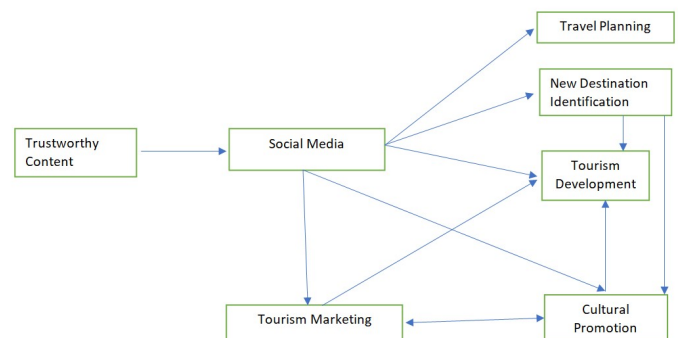 Travel Planning
New Destination
Identification
Trustworthy
Content
Social Media
Tourism
Development
Tourism Marketing
Cultural
Promotion